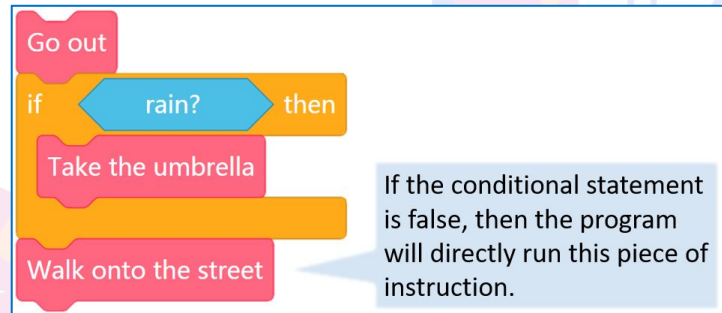 Go out
if rain? then
Take the umbrella
Walk onto the street
If the conditional statement
is false, then the program
will directly run this piece of
instruction.